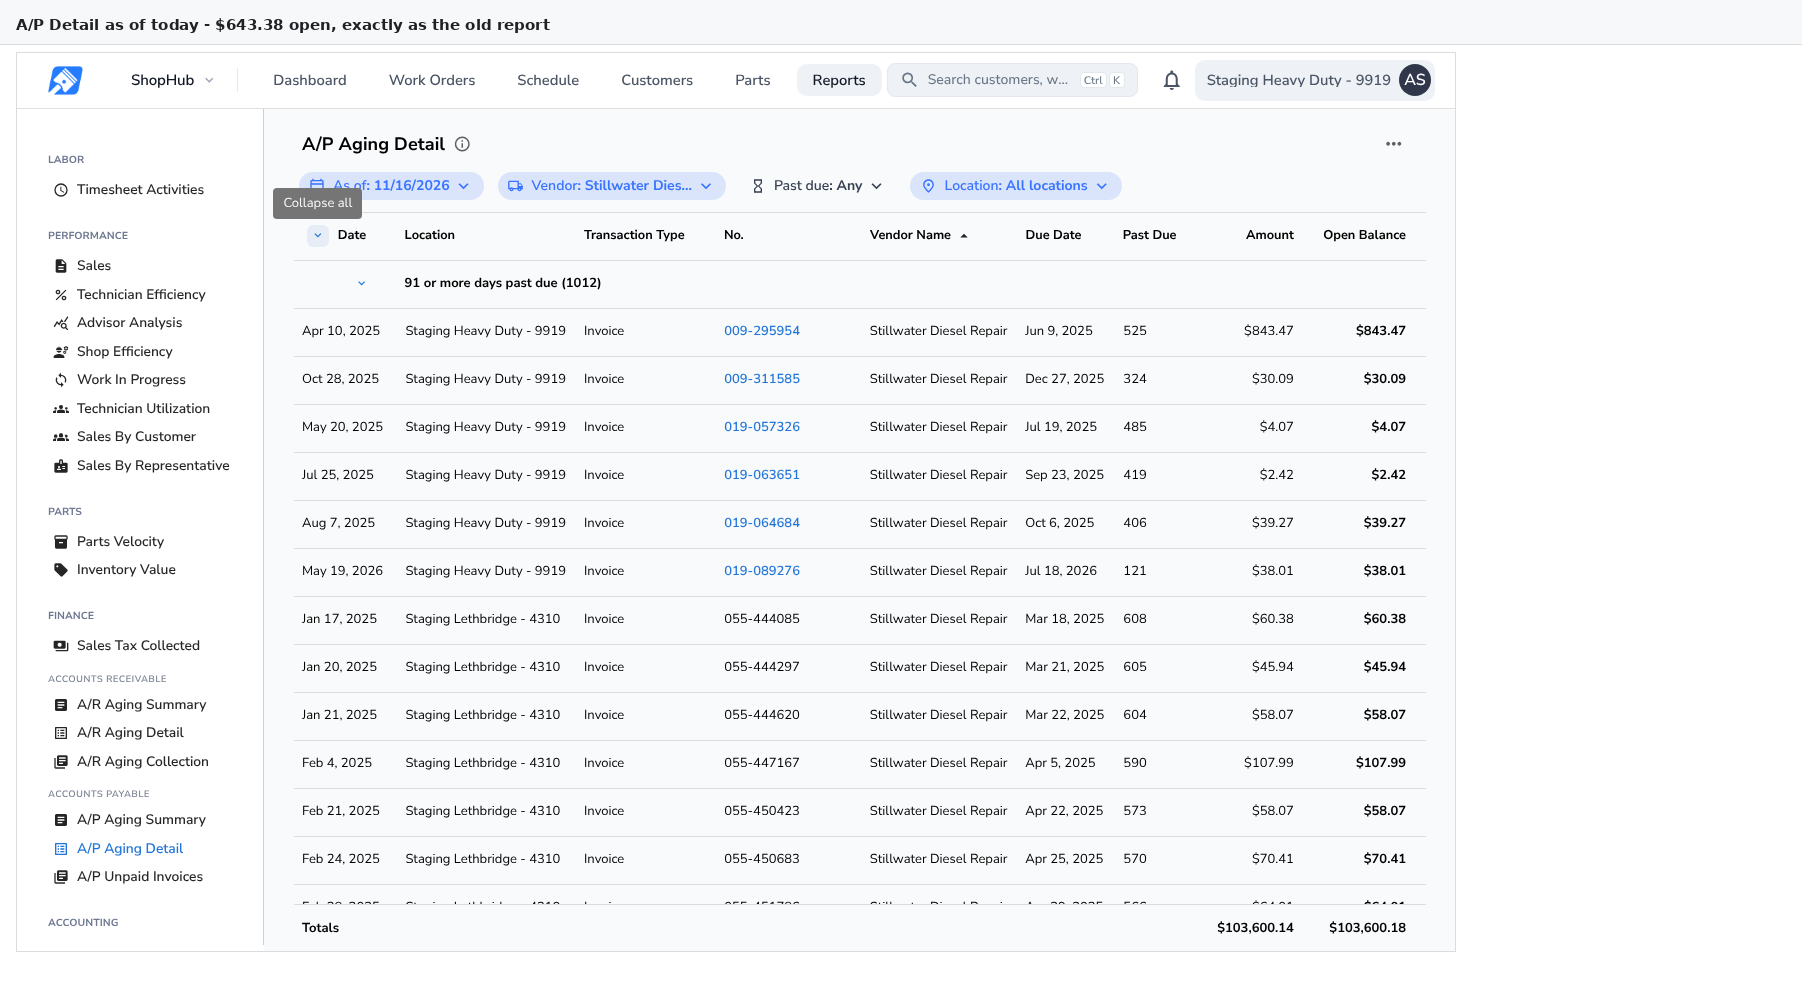 A/P Detail as of today - $643.38 open, exactly as the old report
ShopHub Dashboard Work Orders Schedule Customers Parts Reports Search customers, w... Ctrl K Staging Heavy Duty - 9919 AS
LABOR
Timesheet Activities
PERFORMANCE
Sales
Technician Efficiency
Advisor Analysis
Shop Efficiency
Work In Progress
Technician Utilization
Sales By Customer
Sales By Representative
PARTS
Parts Velocity
Inventory Value
FINANCE
Sales Tax Collected
ACCOUNTS RECEIVABLE
A/R Aging Summary
A/R Aging Detail
A/R Aging Collection
ACCOUNTS PAYABLE
A/P Aging Summary
A/P Aging Detail
A/P Unpaid Invoices
ACCOUNTING
A/P Aging Detail
As of: 11/16/2026 Vendor: Stillwater Dies... Past due: Any Location: All locations
Collapse all
Date Location Transaction Type No. Vendor Name Due Date Past Due Amount Open Balance
91 or more days past due (1012)
Apr 10, 2025 Staging Heavy Duty - 9919 Invoice 009-295954 Stillwater Diesel Repair Jun 9, 2025 525 $843.47 $843.47
Oct 28, 2025 Staging Heavy Duty - 9919 Invoice 009-311585 Stillwater Diesel Repair Dec 27, 2025 324 $30.09 $30.09
May 20, 2025 Staging Heavy Duty - 9919 Invoice 019-057326 Stillwater Diesel Repair Jul 19, 2025 485 $4.07 $4.07
Jul 25, 2025 Staging Heavy Duty - 9919 Invoice 019-063651 Stillwater Diesel Repair Sep 23, 2025 419 $2.42 $2.42
Aug 7, 2025 Staging Heavy Duty - 9919 Invoice 019-064684 Stillwater Diesel Repair Oct 6, 2025 406 $39.27 $39.27
May 19, 2026 Staging Heavy Duty - 9919 Invoice 019-089276 Stillwater Diesel Repair Jul 18, 2026 121 $38.01 $38.01
Jan 17, 2025 Staging Lethbridge - 4310 Invoice 055-444085 Stillwater Diesel Repair Mar 18, 2025 608 $60.38 $60.38
Jan 20, 2025 Staging Lethbridge - 4310 Invoice 055-444297 Stillwater Diesel Repair Mar 21, 2025 605 $45.94 $45.94
Jan 21, 2025 Staging Lethbridge - 4310 Invoice 055-444620 Stillwater Diesel Repair Mar 22, 2025 604 $58.07 $58.07
Feb 4, 2025 Staging Lethbridge - 4310 Invoice 055-447167 Stillwater Diesel Repair Apr 5, 2025 590 $107.99 $107.99
Feb 21, 2025 Staging Lethbridge - 4310 Invoice 055-450423 Stillwater Diesel Repair Apr 22, 2025 573 $58.07 $58.07
Feb 24, 2025 Staging Lethbridge - 4310 Invoice 055-450683 Stillwater Diesel Repair Apr 25, 2025 570 $70.41 $70.41
Totals $103,600.14 $103,600.18